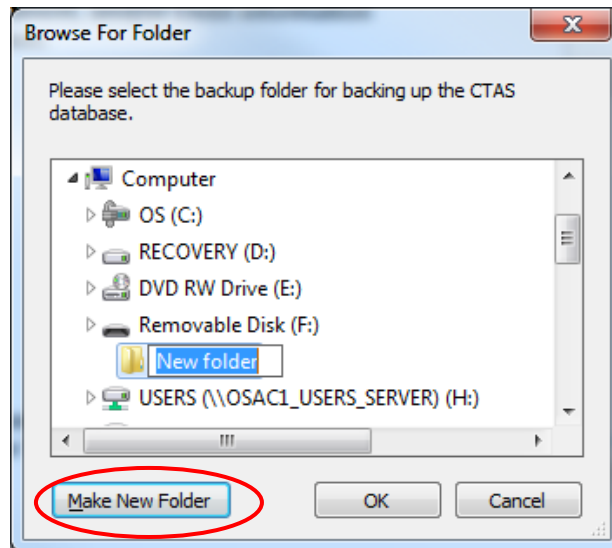 Browse For Folder
Please select the backup folder for backing up the CTAS
database.
Computer
OS (C:)
RECOVERY (D:)
DVD RW Drive (E:)
Removable Disk (F:)
New folder
USERS (\\OSAC1_USERS_SERVER) (H:)
Make New Folder
OK
Cancel